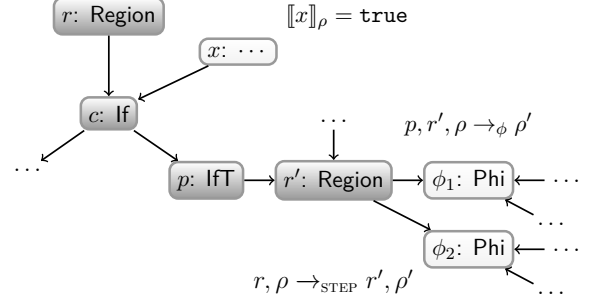 r: Region
⟦x⟧ρ = true
x: ⋯
c: If
⋯
p, r′, ρ →ϕ ρ′
⋯
p: IfT
r′: Region
ϕ₁: Phi
⋯
⋯
ϕ₂: Phi
⋯
r, ρ →STEP r′, ρ′
⋯